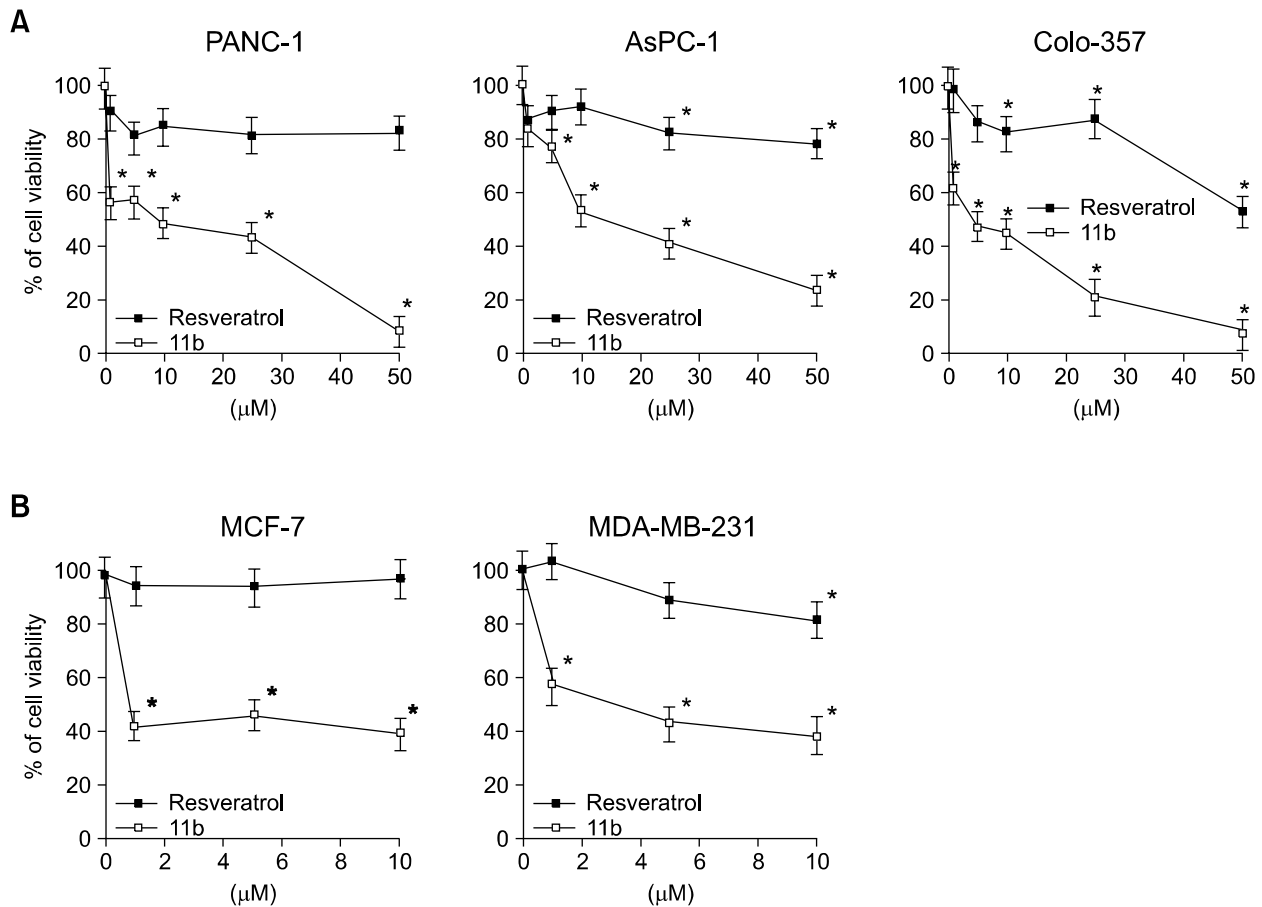 A
PANC-1
AsPC-1
Colo-357
% of cell viability
100
80
60
40
20
0
* * * * *
Resveratrol
11b
0 10 20 30 40 50
(μM)
100
80
60
40
20
0
* * * * * *
Resveratrol
11b
0 10 20 30 40 50
(μM)
100
80
60
40
20
0
* * * * * * * *
Resveratrol
11b
0 10 20 30 40 50
(μM)
B
MCF-7
MDA-MB-231
% of cell viability
100
80
60
40
20
0
* * *
Resveratrol
11b
0 2 4 6 8 10
(μM)
100
80
60
40
20
0
* * * *
Resveratrol
11b
0 2 4 6 8 10
(μM)